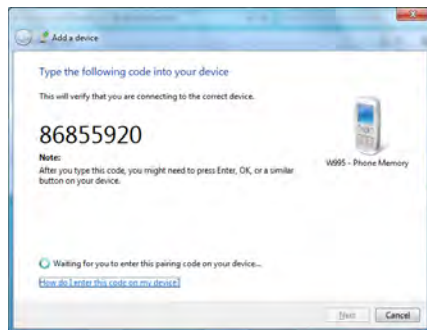 Add a device
Type the following code into your device
This will verify that you are connecting to the correct device.
86855920
Note:
After you type this code, you might need to press Enter, OK, or a similar
button on your device.
W995 - Phone Memory
Waiting for you to enter this pairing code on your device...
How do I enter this code on my device?
Next
Cancel